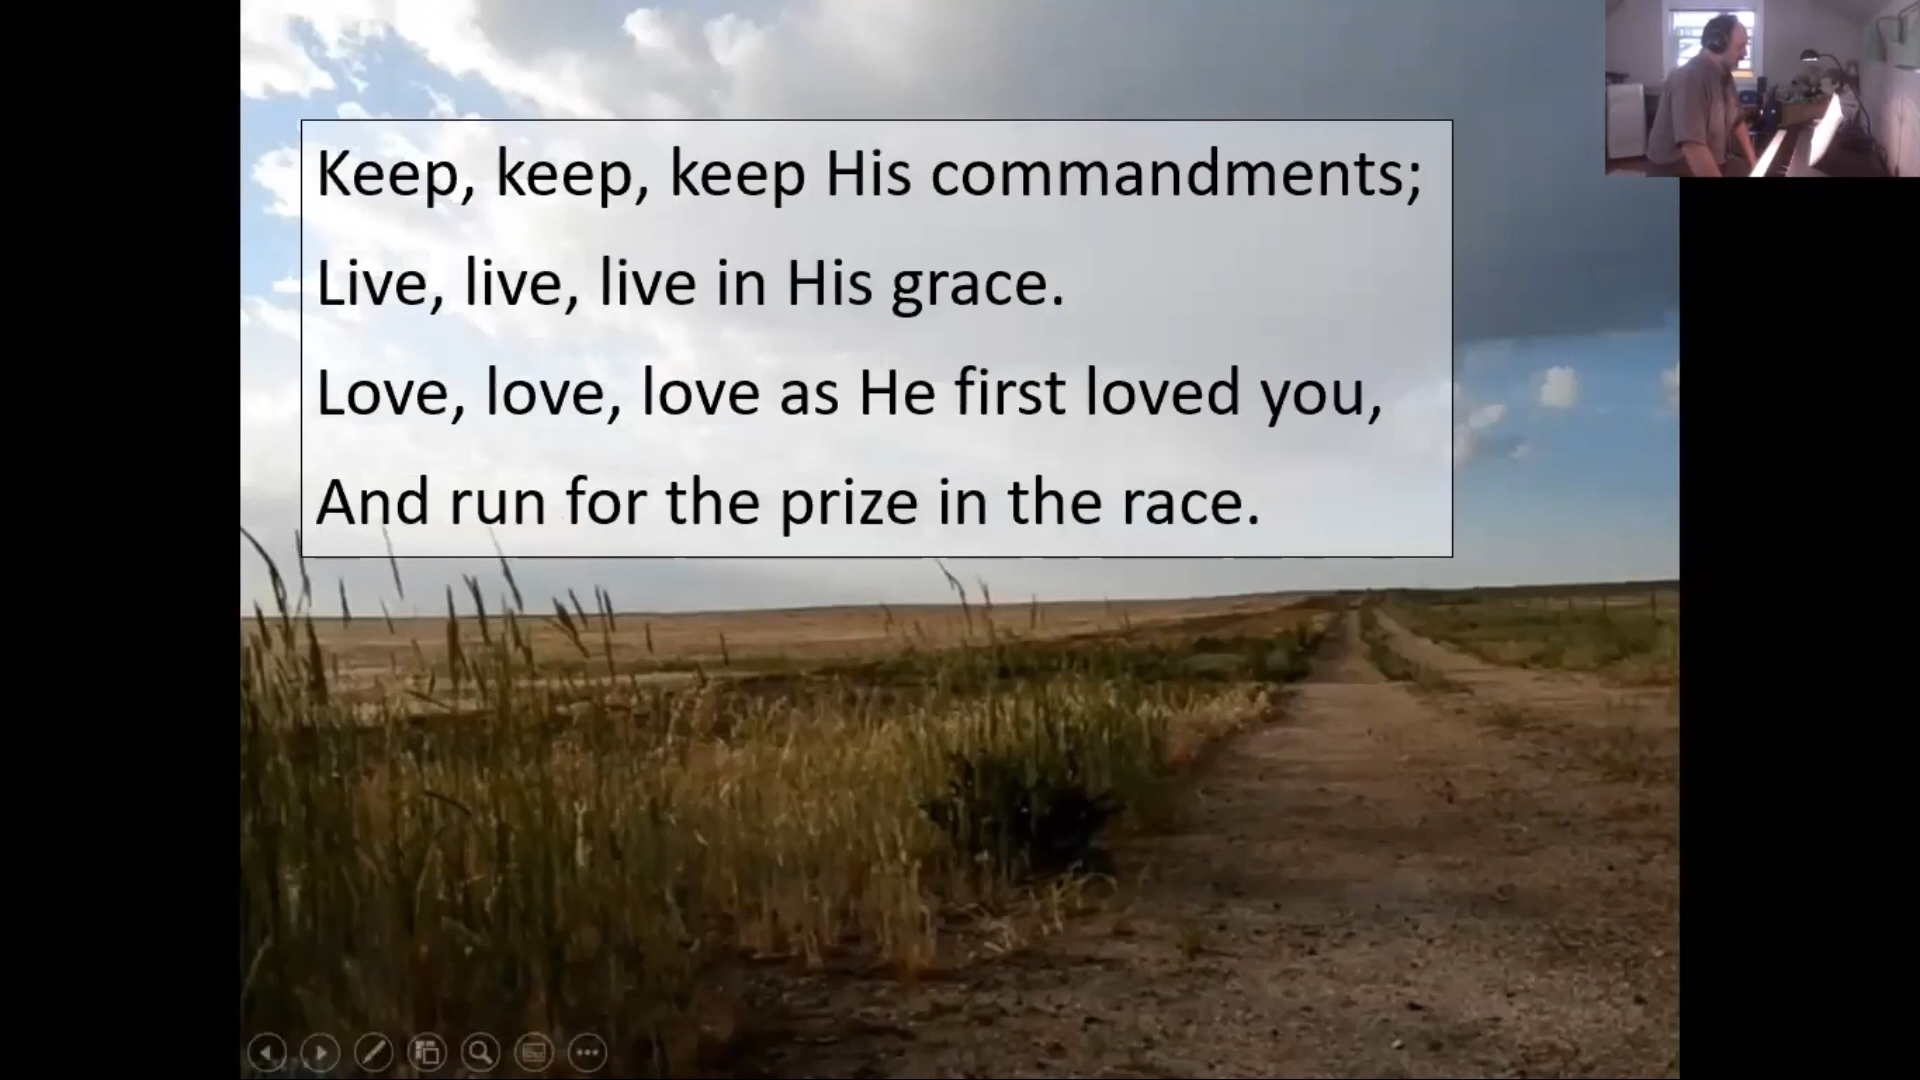 Keep, keep, keep His commandments;
Live, live, live in His grace.
Love, love, love as He first loved you,
And run for the prize in the race.